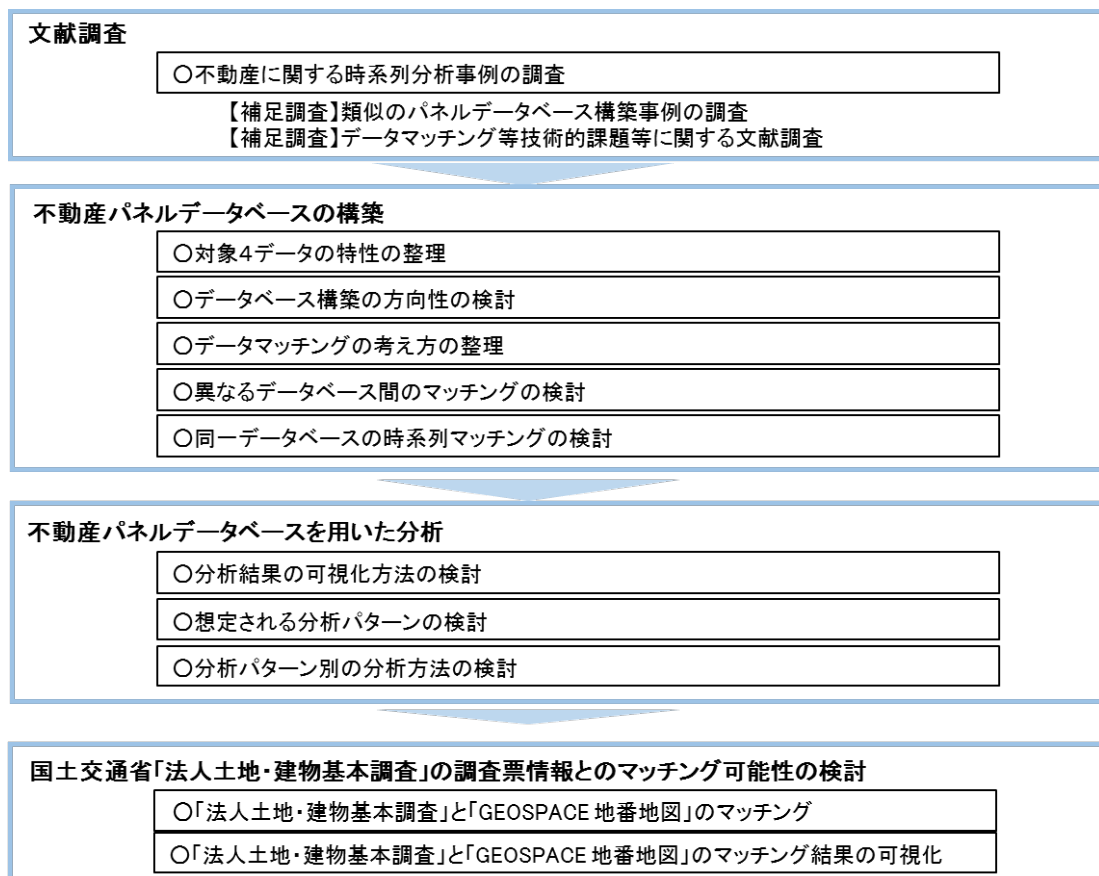 文献調査
〇不動産に関する時系列分析事例の調査
【補足調査】類似のパネルデータベース構築事例の調査
【補足調査】データマッチング等技術的課題等に関する文献調査
不動産パネルデータベースの構築
〇対象4データの特性の整理
〇データベース構築の方向性の検討
〇データマッチングの考え方の整理
〇異なるデータベース間のマッチングの検討
〇同一データベースの時系列マッチングの検討
不動産パネルデータベースを用いた分析
〇分析結果の可視化方法の検討
〇想定される分析パターンの検討
〇分析パターン別の分析方法の検討
国土交通省「法人土地・建物基本調査」の調査票情報とのマッチング可能性の検討
〇「法人土地・建物基本調査」と「GEOSPACE 地番地図」のマッチング
〇「法人土地・建物基本調査」と「GEOSPACE 地番地図」のマッチング結果の可視化